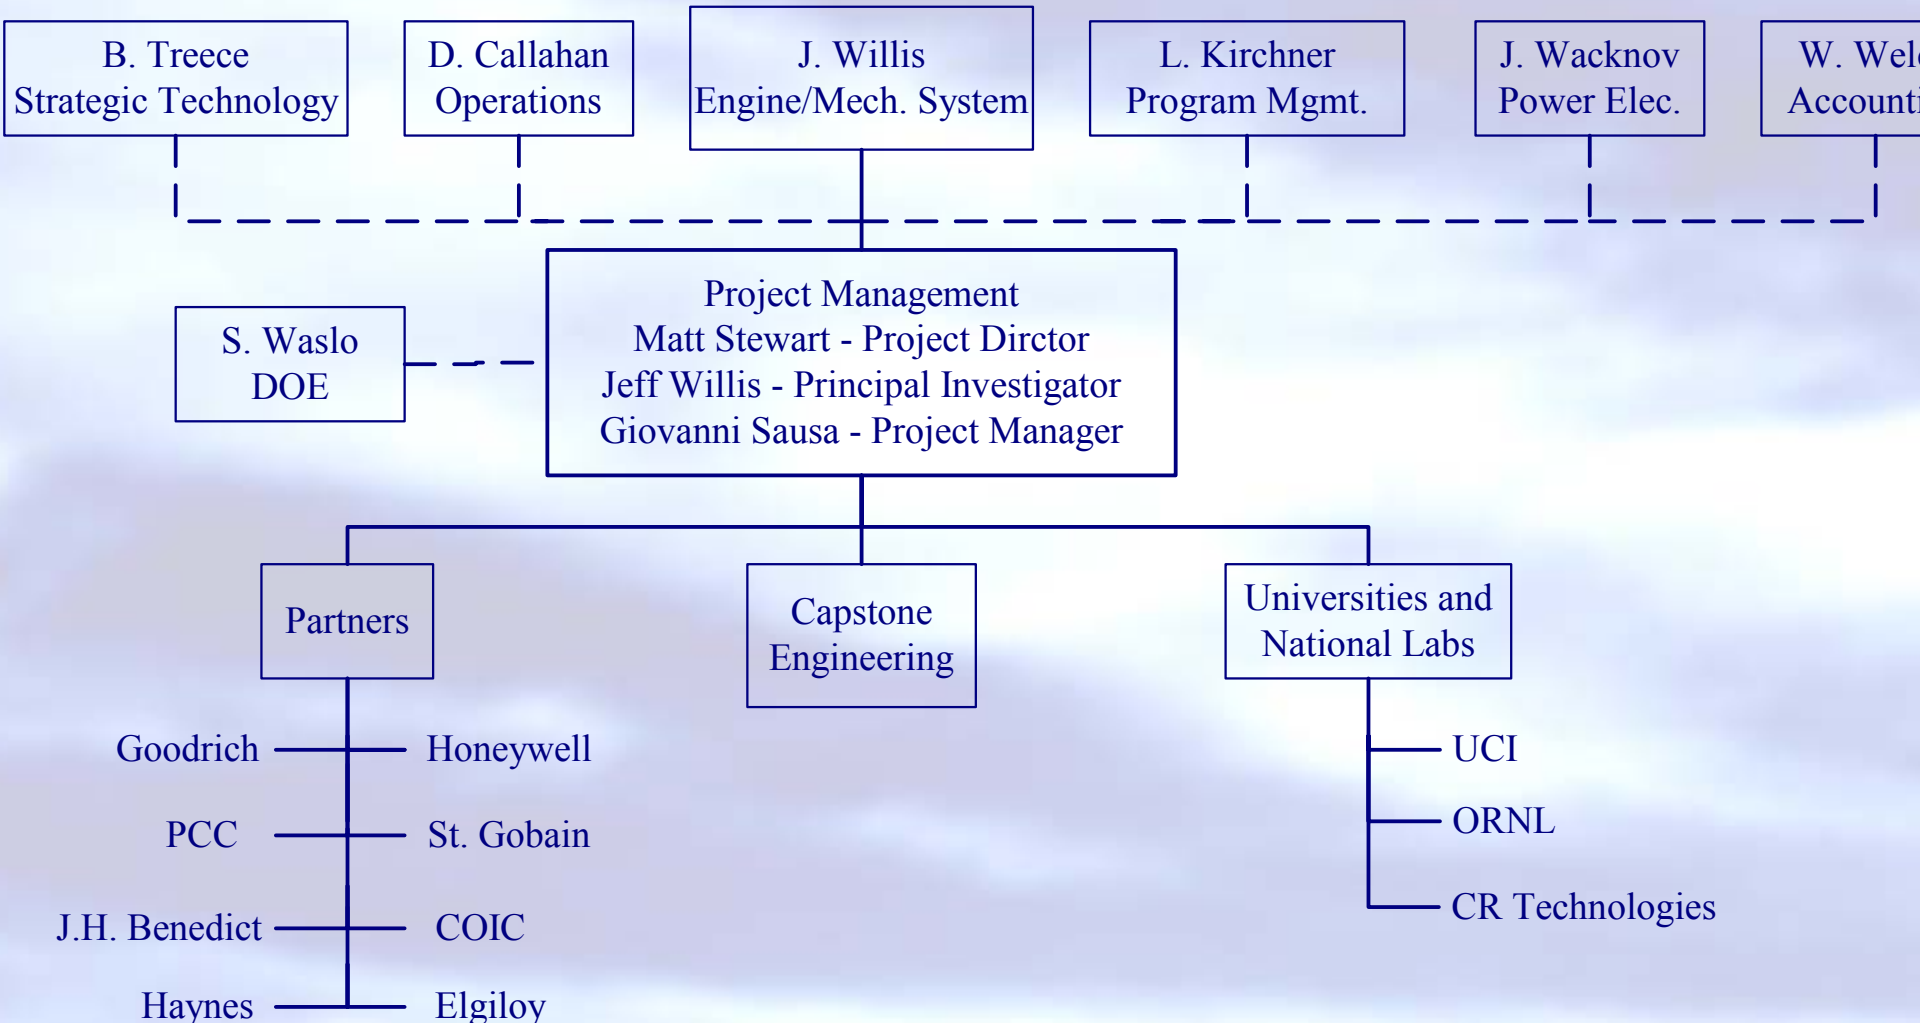 B. Treece
Strategic Technology
D. Callahan
Operations
J. Willis
Engine/Mech. System
L. Kirchner
Program Mgmt.
J. Wacknov
Power Elec.
W.
Project Management
Matt Stewart - Project Dirctor
Jeff Willis - Principal Investigator
Giovanni Sausa - Project Manager
S. Waslo
DOE
Partners
Capstone
Engineering
Universities and
National Labs
Goodrich
Honeywell
PCC
St. Gobain
J.H. Benedict
COIC
Haynes
Elgiloy
UCI
ORNL
CR Technologies